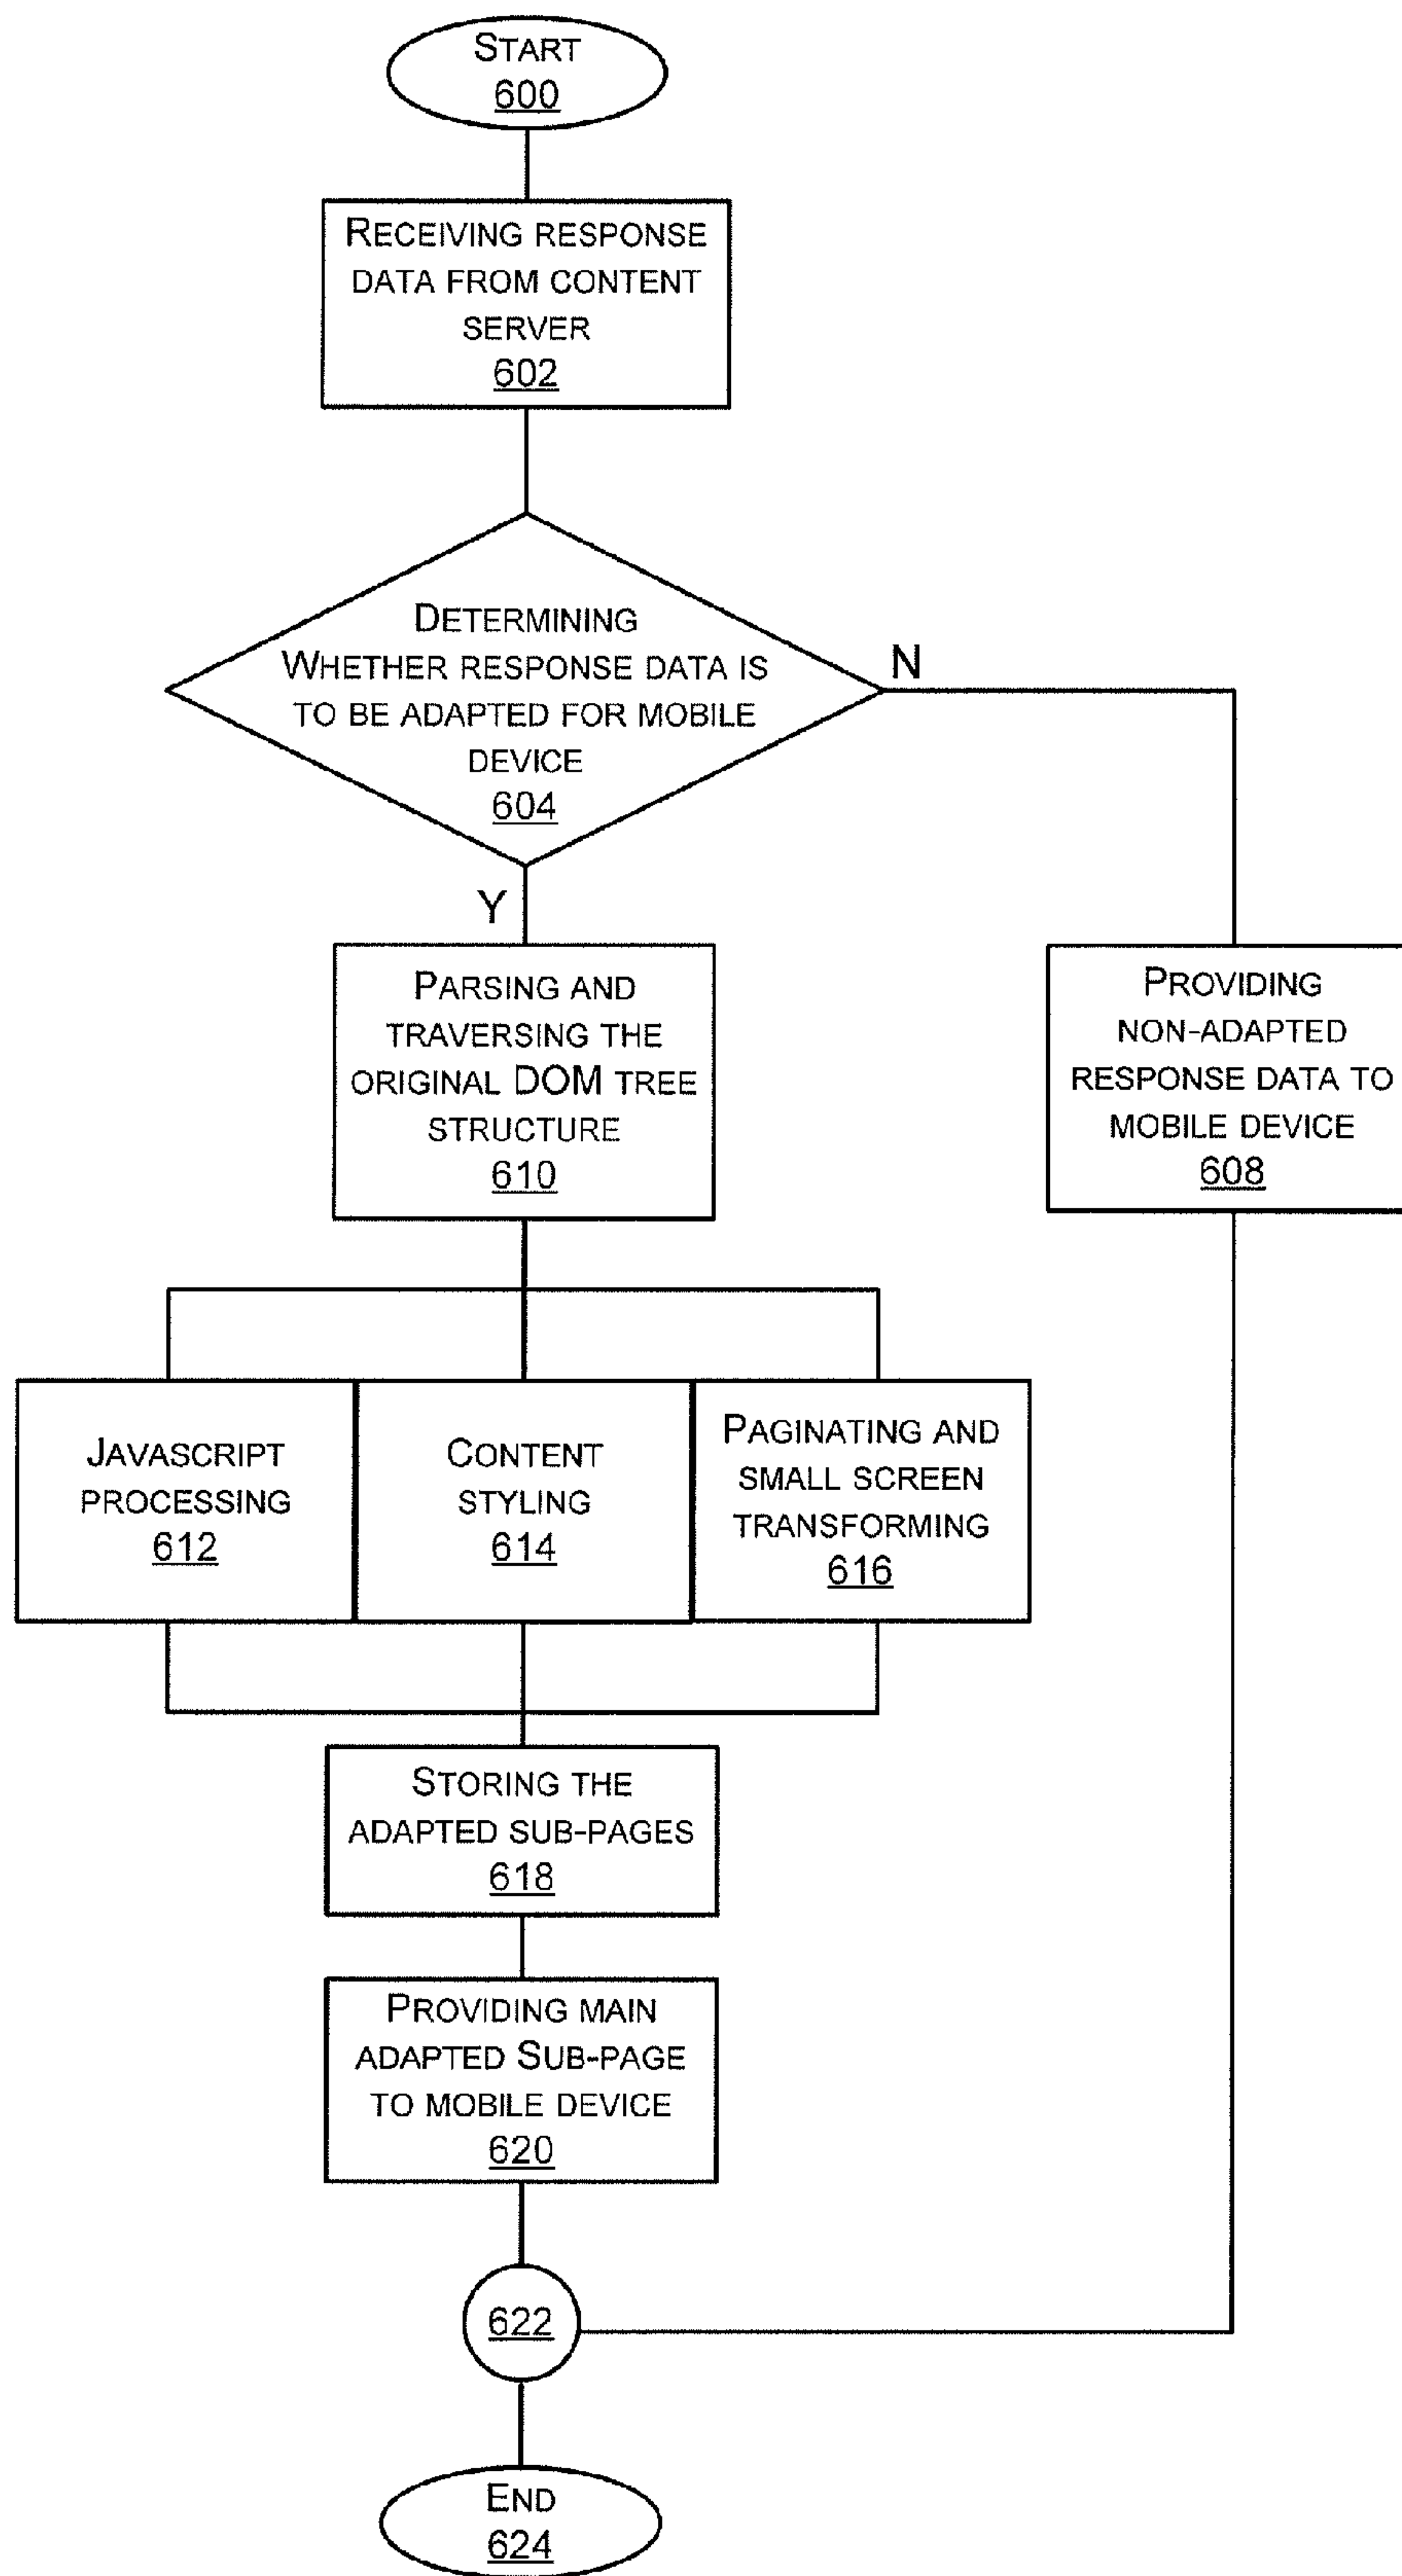 START
600
RECEIVING RESPONSE
DATA FROM CONTENT
SERVER
602
DETERMINING
WHETHER RESPONSE DATA IS
TO BE ADAPTED FOR MOBILE
DEVICE
604
N
Y
PARSING AND
TRAVERSING THE
ORIGINAL DOM TREE
STRUCTURE
610
PROVIDING
NON-ADAPTED
RESPONSE DATA TO
MOBILE DEVICE
608
JAVASCRIPT
PROCESSING
612
CONTENT
STYLING
614
PAGINATING AND
SMALL SCREEN
TRANSFORMING
616
STORING THE
ADAPTED SUB-PAGES
618
PROVIDING MAIN
ADAPTED SUB-PAGE
TO MOBILE DEVICE
620
622
END
624